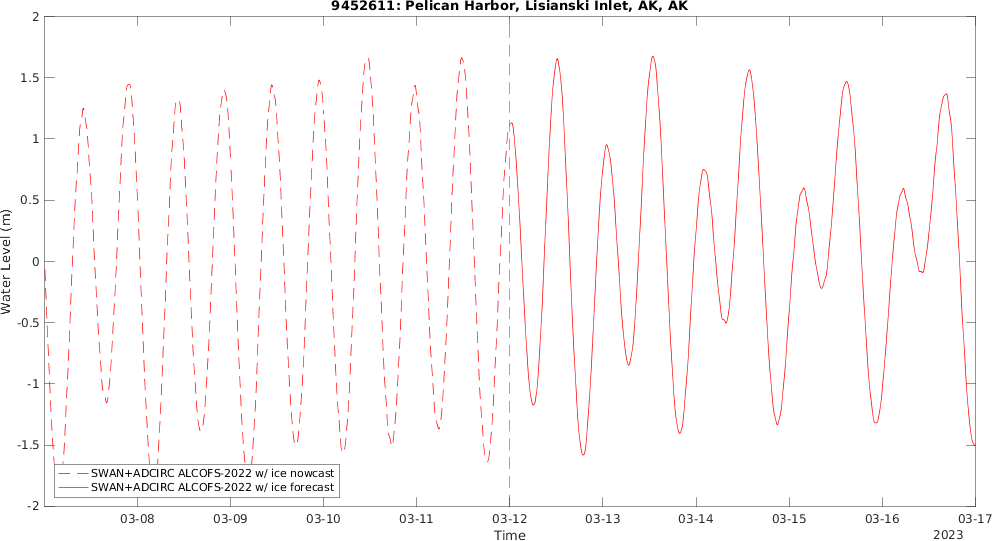 9452611: Pelican Harbor, Lisianski Inlet, AK, AK
Water Level (m)
2
1.5
1
0.5
0
-0.5
-1
-1.5
-2
SWAN+ADCIRC ALCOFS-2022 w/ ice nowcast
SWAN+ADCIRC ALCOFS-2022 w/ ice forecast
03-08 03-09 03-10 03-11 03-12 03-13 03-14 03-15 03-16 03-17
Time
2023